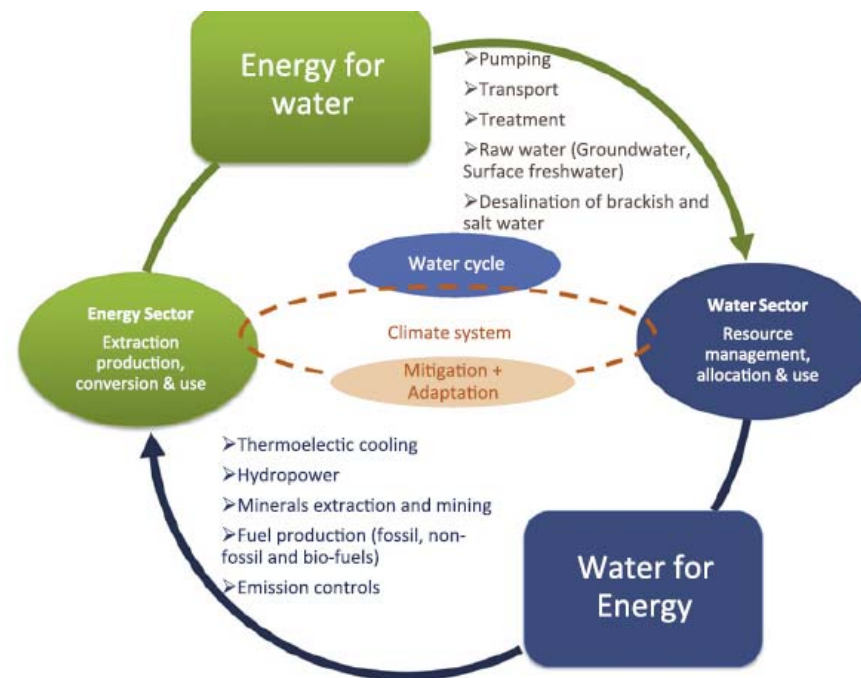 Energy for
water
➢Pumping
➢Transport
➢Treatment
➢Raw water (Groundwater,
Surface freshwater)
➢Desalination of brackish and
salt water
Water cycle
Energy Sector
Extraction
production,
conversion & use
Climate system
Water Sector
Resource
management,
allocation & use
Mitigation +
Adaptation
➢Thermoelectic cooling
➢Hydropower
➢Minerals extraction and mining
➢Fuel production (fossil, non-
fossil and bio-fuels)
➢Emission controls
Water for
Energy